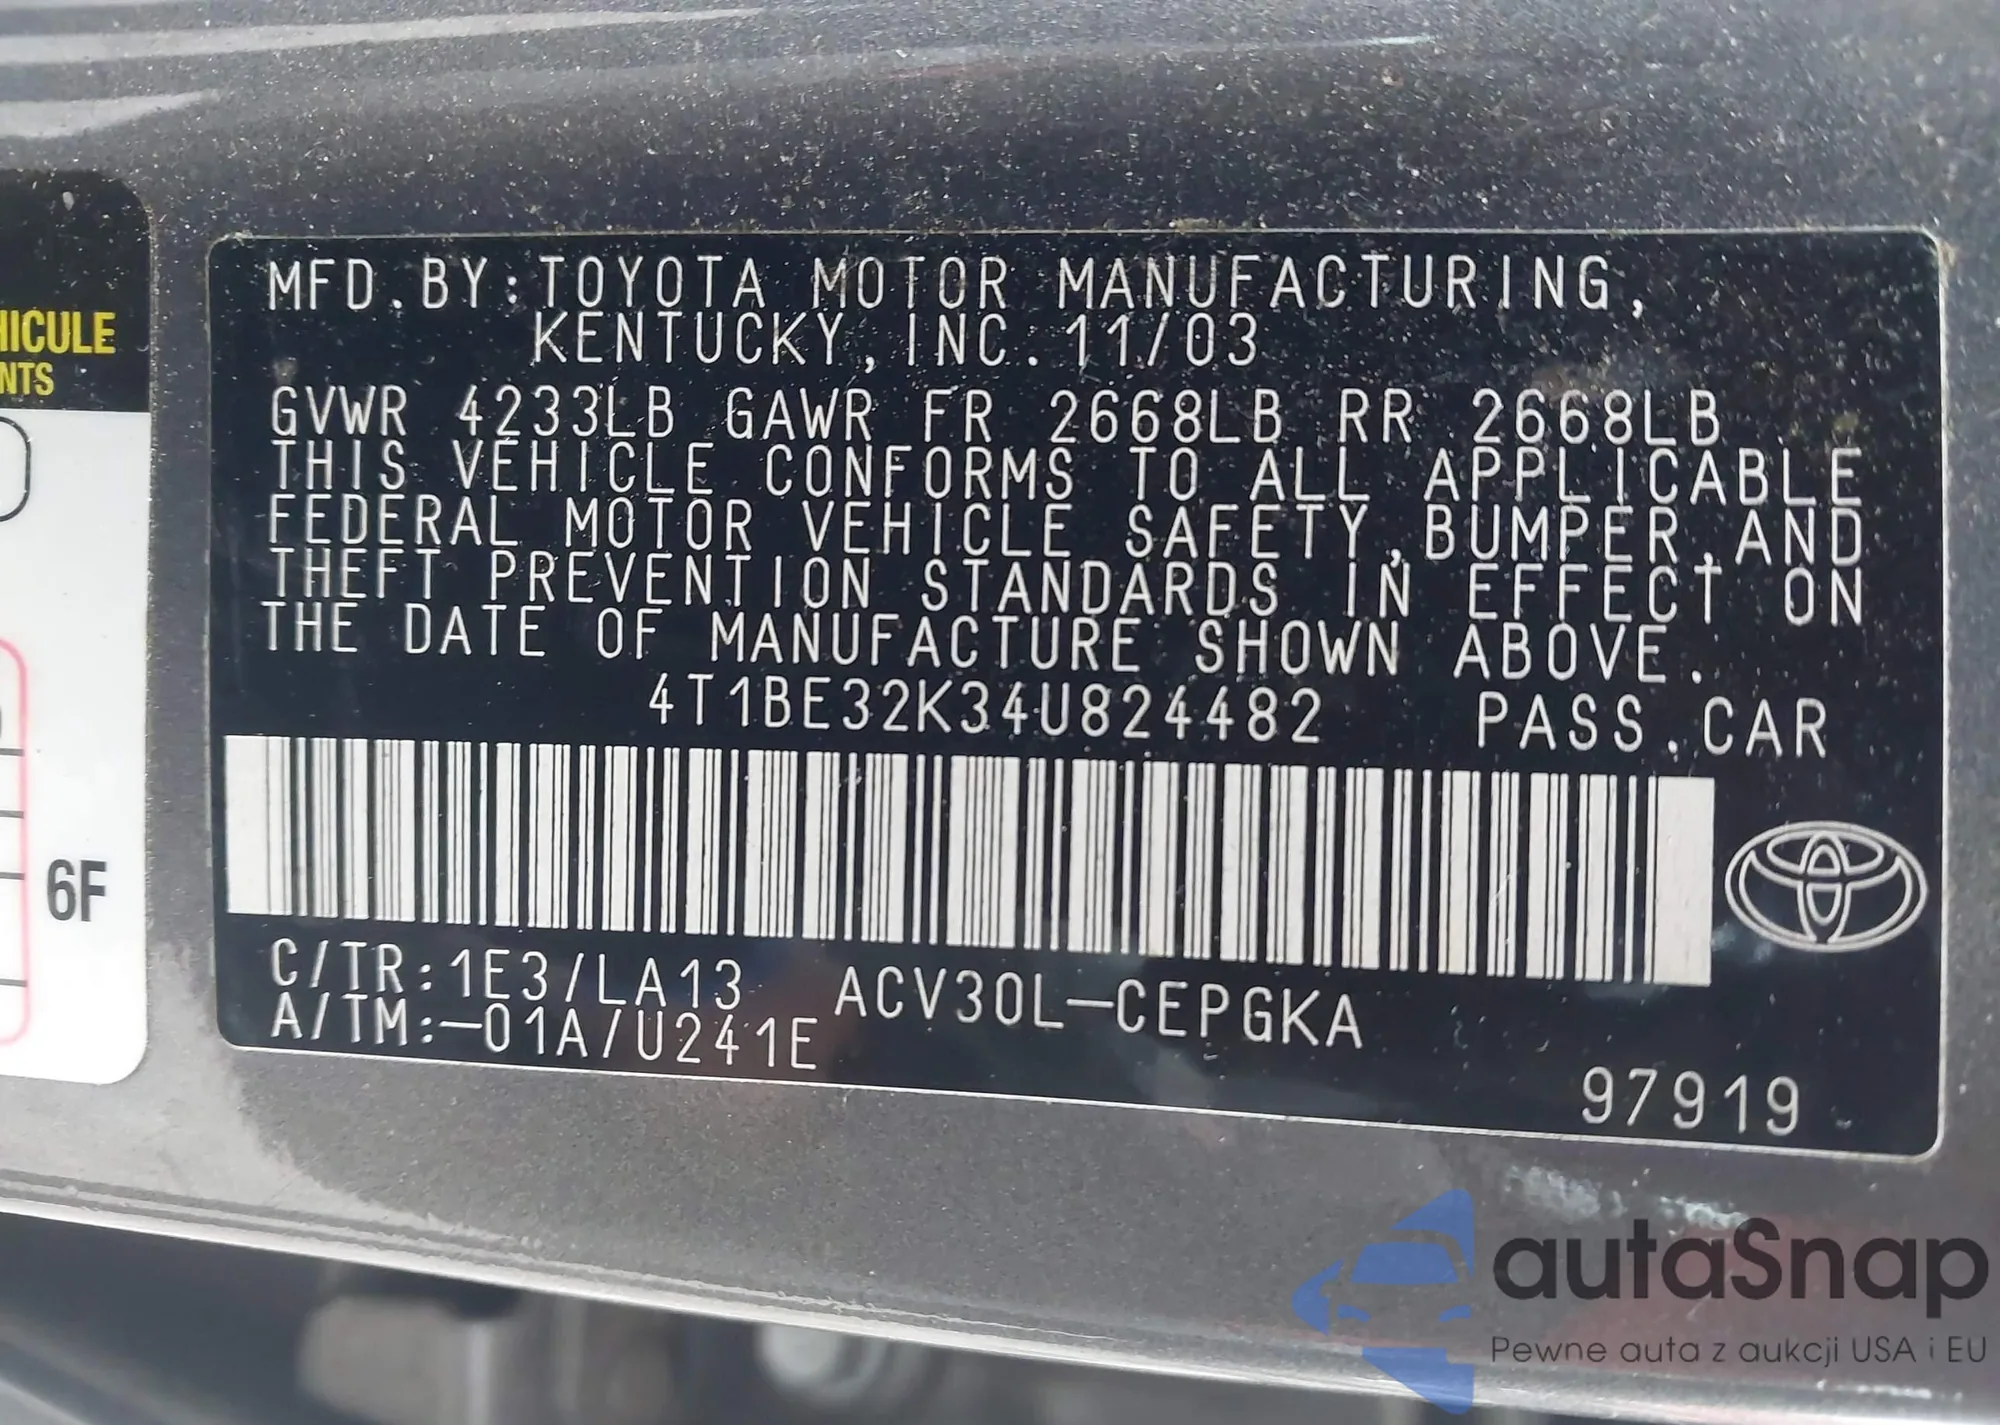 HICULE
NTS
6F
MFD.BY:TOYOTA MOTOR MANUFACTURING,
KENTUCKY,INC.11/03
GVWR 4233LB GAWR FR 2668LB RR 2668LB
THIS VEHICLE CONFORMS TO ALL APPLICABLE
FEDERAL MOTOR VEHICLE SAFETY,BUMPER,AND
THEFT PREVENTION STANDARDS IN EFFECT ON
THE DATE OF MANUFACTURE SHOWN ABOVE.
4T1BE32K34U824482 PASS.CAR
C/TR:1E3/LA13 ACV30L-CEPGKA
A/TM:-01A/U241E
97919
autaSnap
Pewne auta z aukcji USA i EU